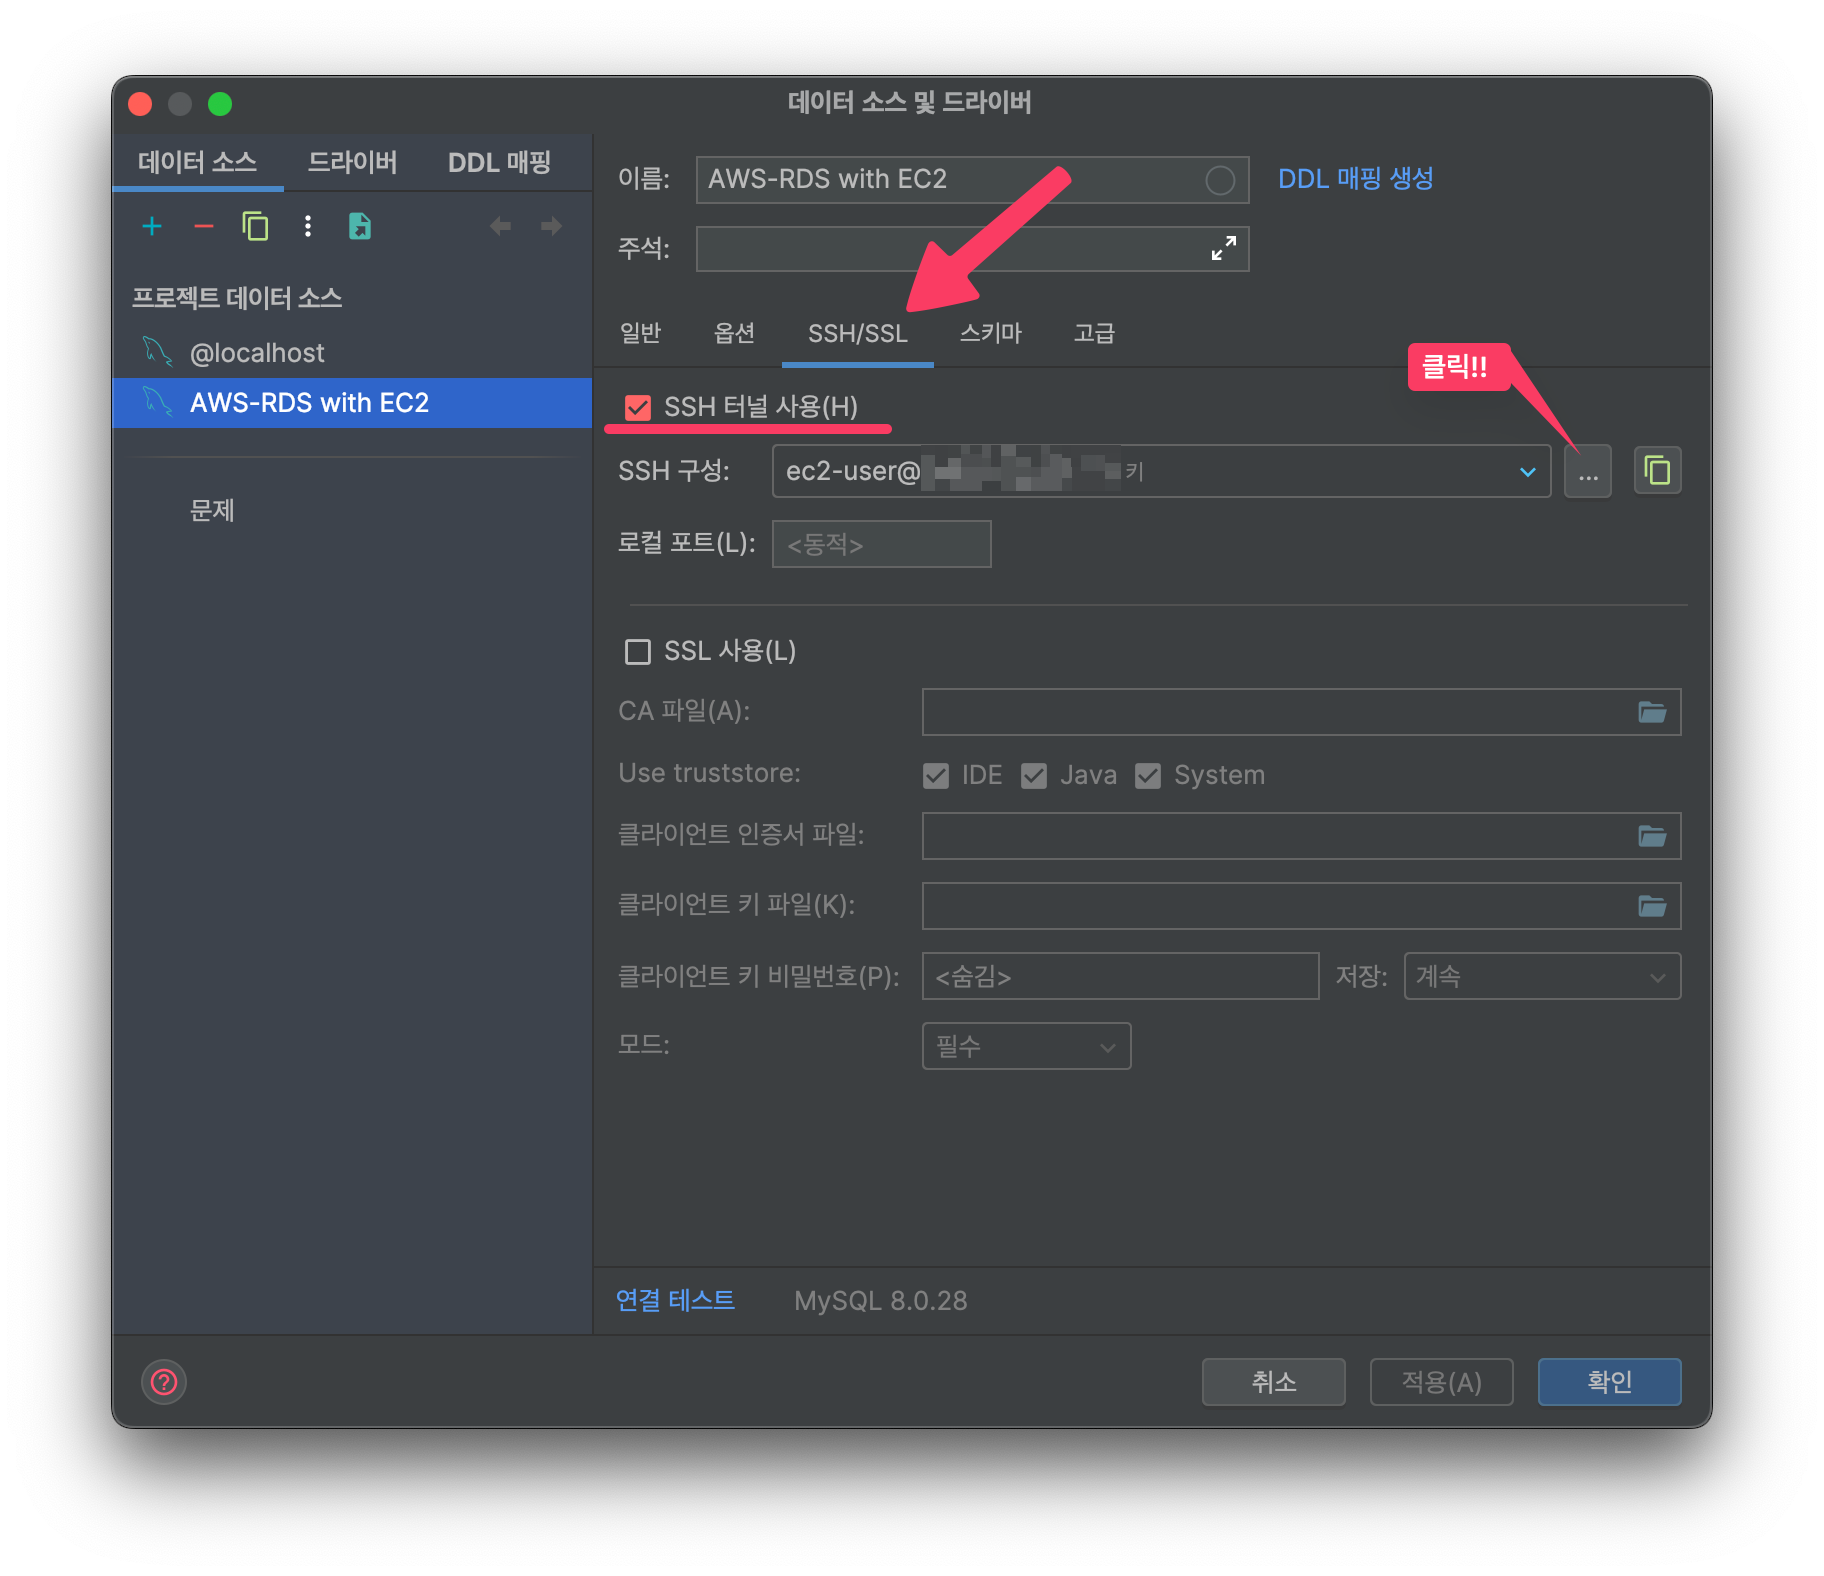 데이터 소스 및 드라이버
데이터 소스 드라이버 DDL 매핑
프로젝트 데이터 소스
@localhost
AWS-RDS with EC2
문제
이름: AWS-RDS with EC2 DDL 매핑 생성
주석:
일반 옵션 SSH/SSL 스키마 고급
클릭!!
SSH 터널 사용(H)
SSH 구성: ec2-user@ 키 ...
로컬 포트(L): <동적>
SSL 사용(L)
CA 파일(A):
Use truststore: IDE Java System
클라이언트 인증서 파일:
클라이언트 키 파일(K):
클라이언트 키 비밀번호(P): <숨김> 저장: 계속
모드: 필수
연결 테스트 MySQL 8.0.28
? 취소 적용(A) 확인